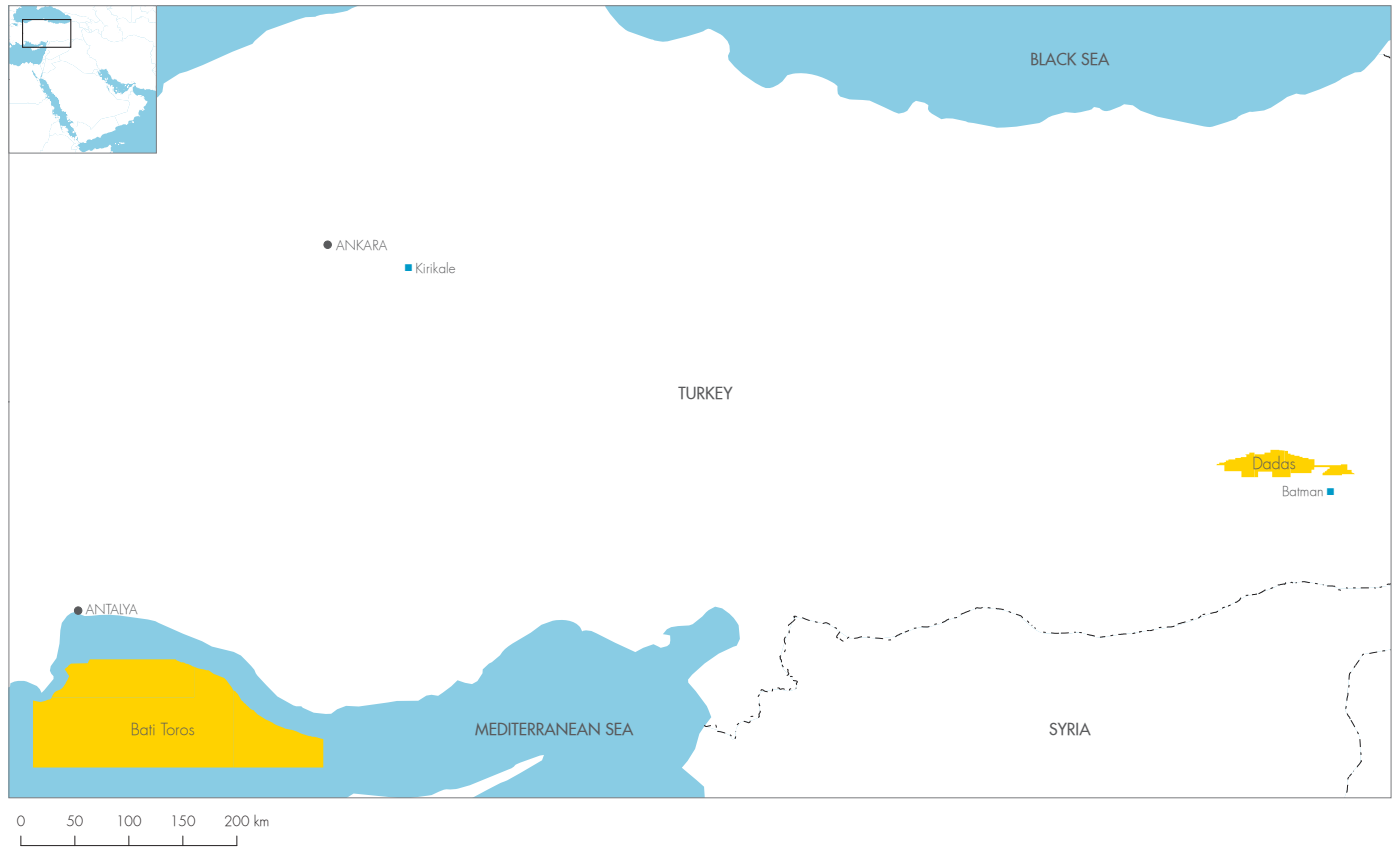 BLACK SEA
ANKARA
Kirikale
TURKEY
Dadas
Batman
ANTALYA
Bati Toros
MEDITERRANEAN SEA
SYRIA
0 50 100 150 200 km